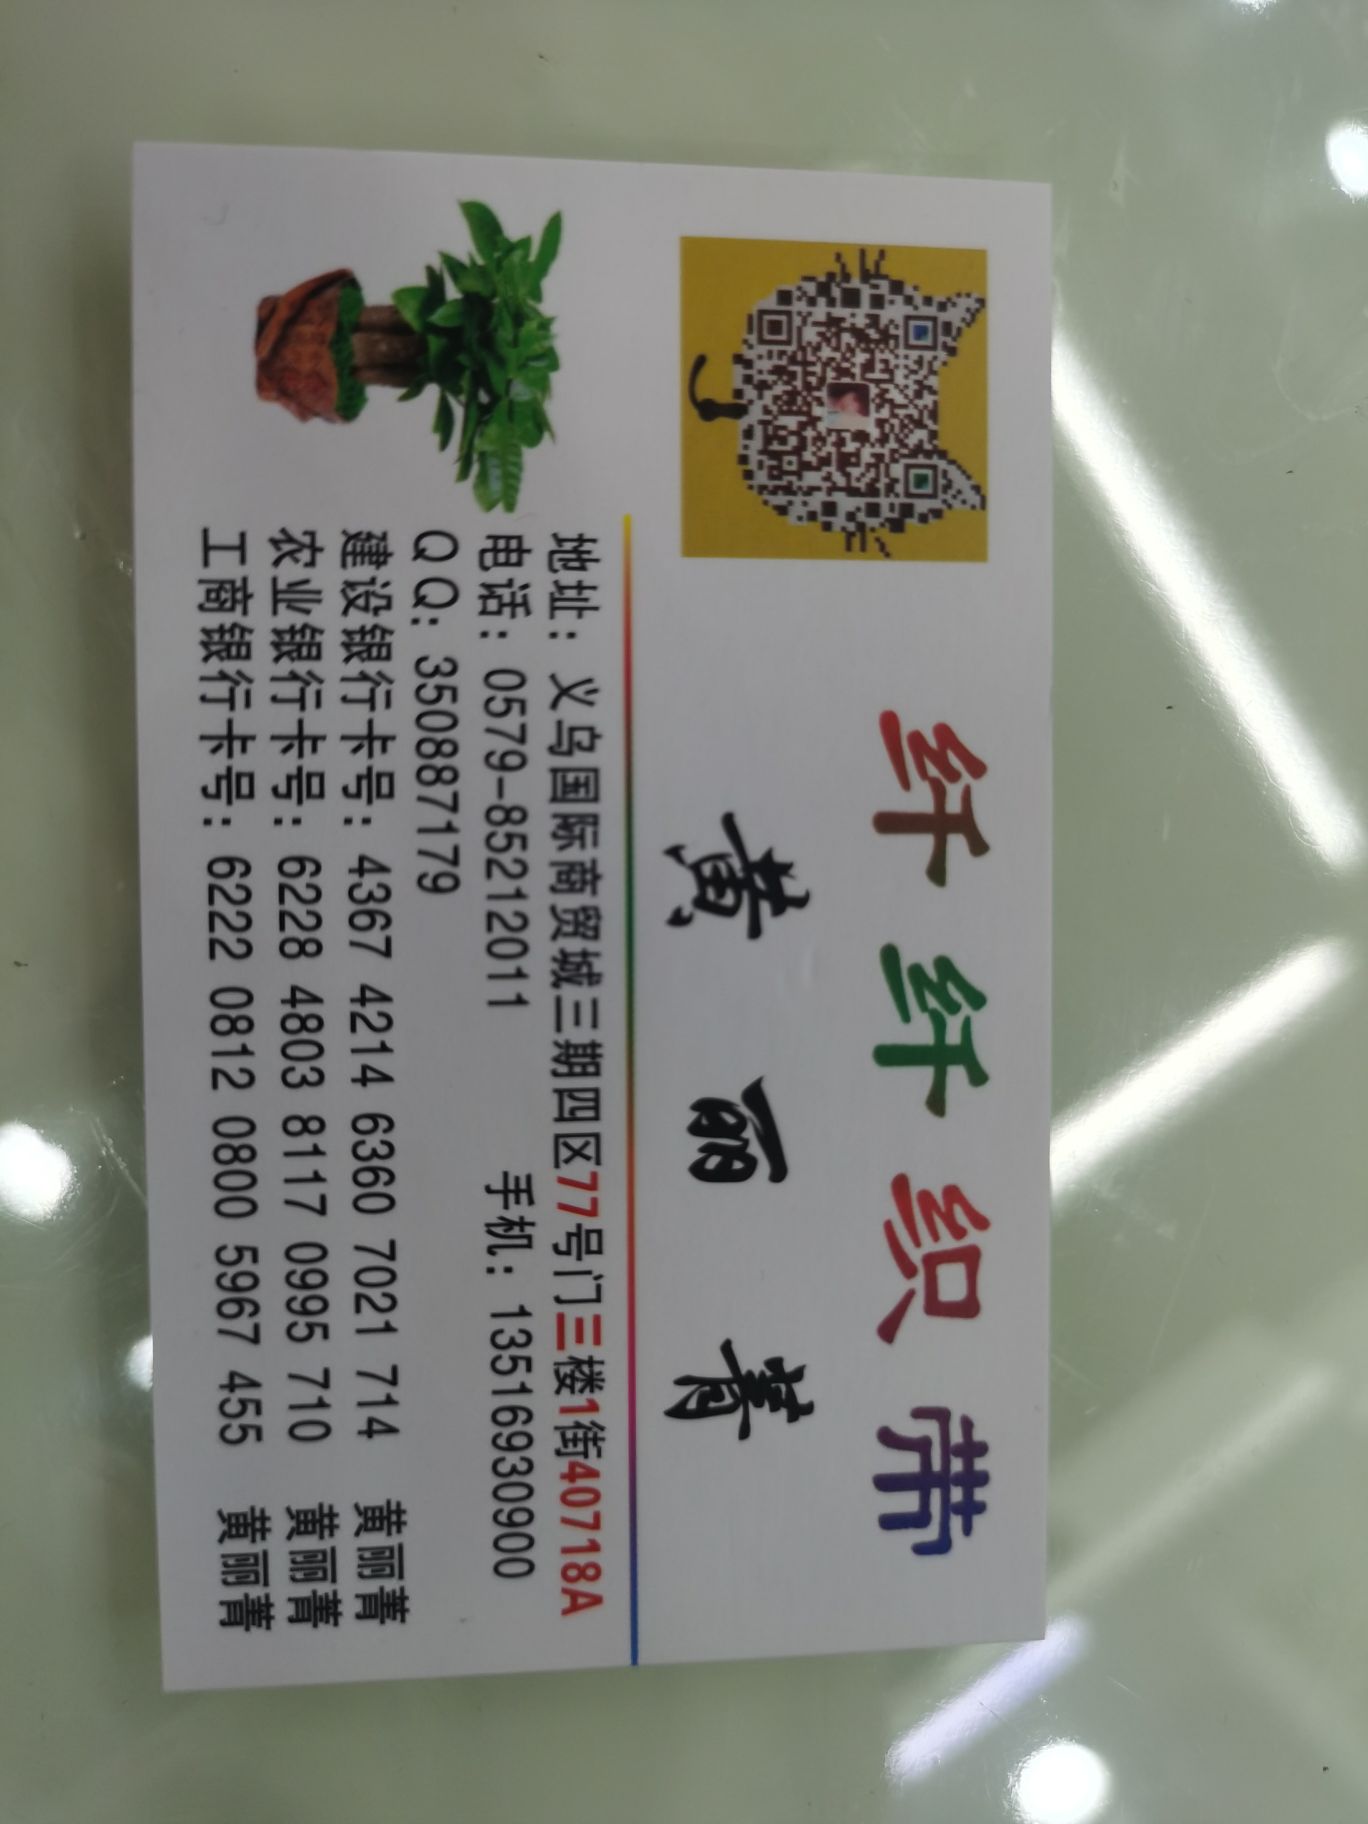 纤纤织带
黄丽菁
地址：义乌国际商贸城三期四区77号门三楼1街40718A
电话：0579-85212011 手机：13516930900
QQ：350887179
建设银行卡号：4367 4214 6360 7021 714 黄丽菁
农业银行卡号：6228 4803 8117 0995 710 黄丽菁
工商银行卡号：6222 0812 0800 5967 455 黄丽菁